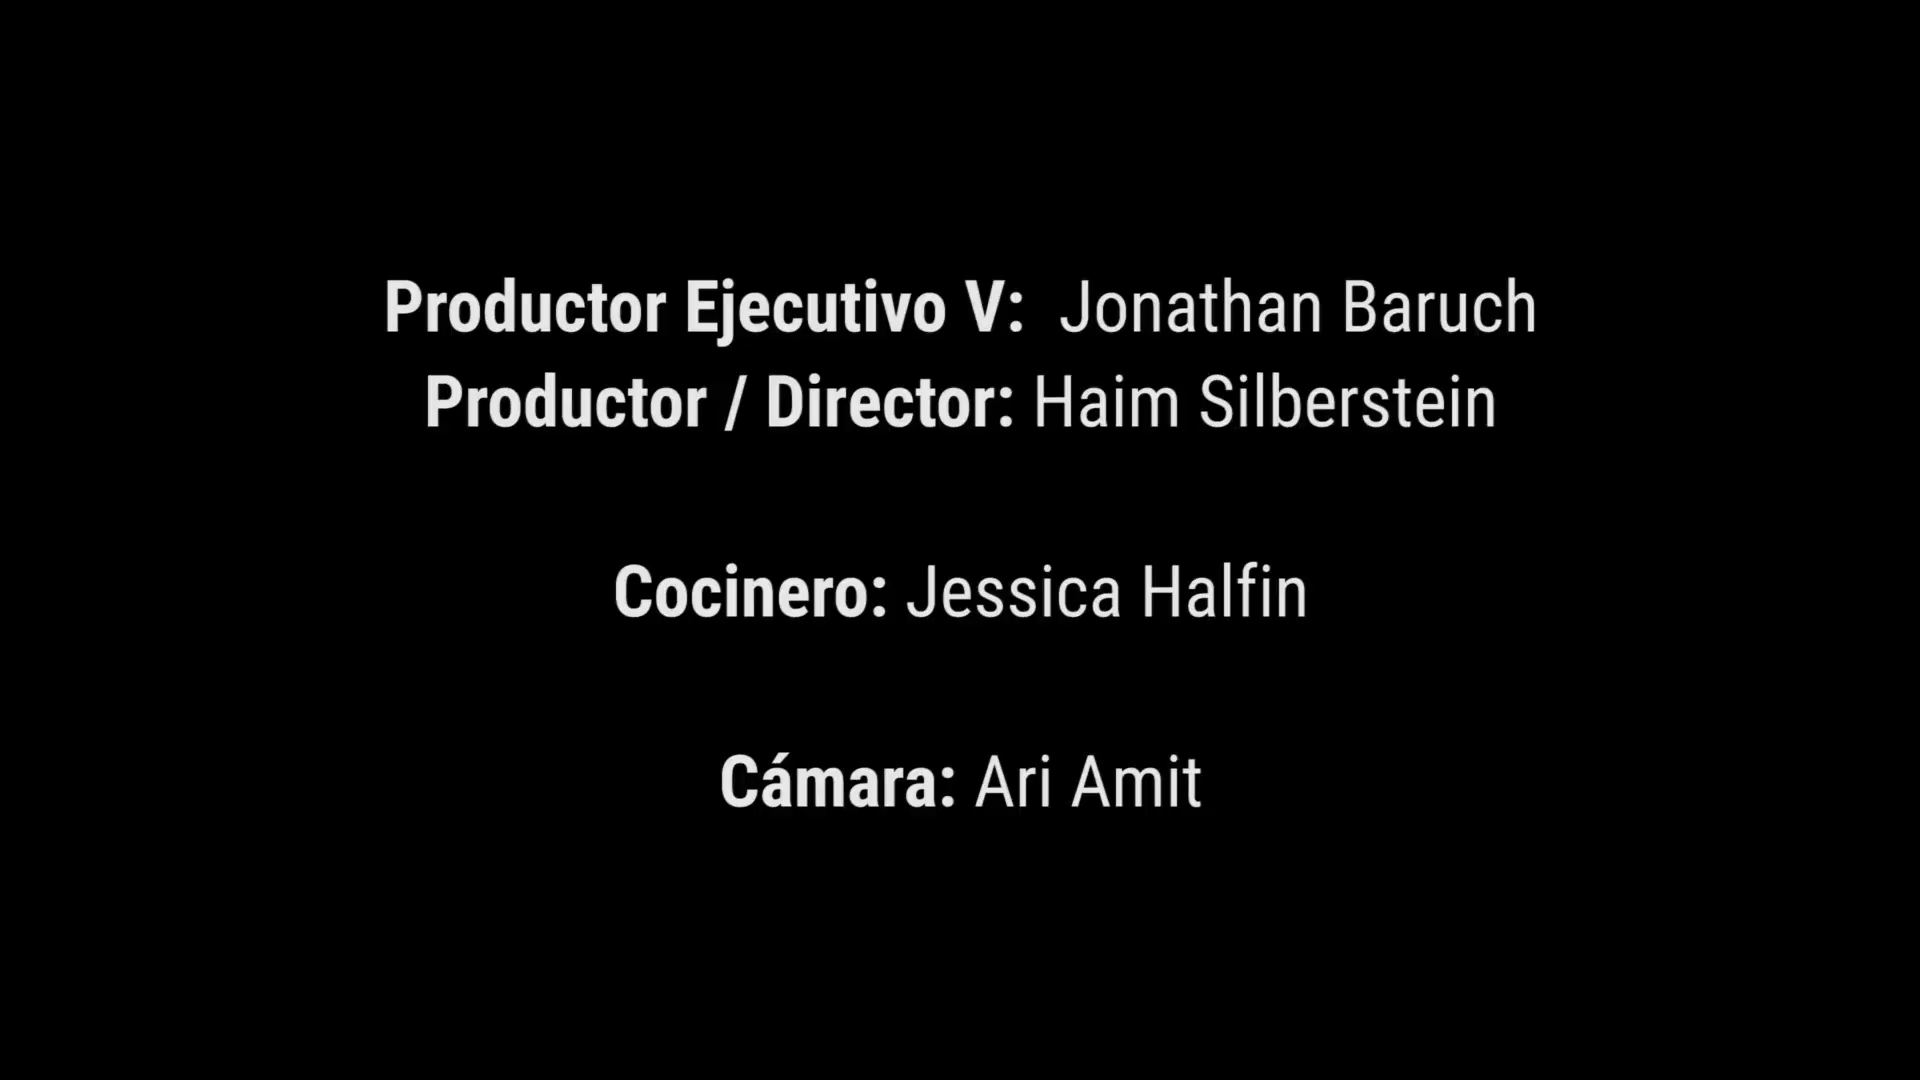 Productor Ejecutivo V: Jonathan Baruch
Productor / Director: Haim Silberstein
Cocinero: Jessica Halfin
Cámara: Ari Amit